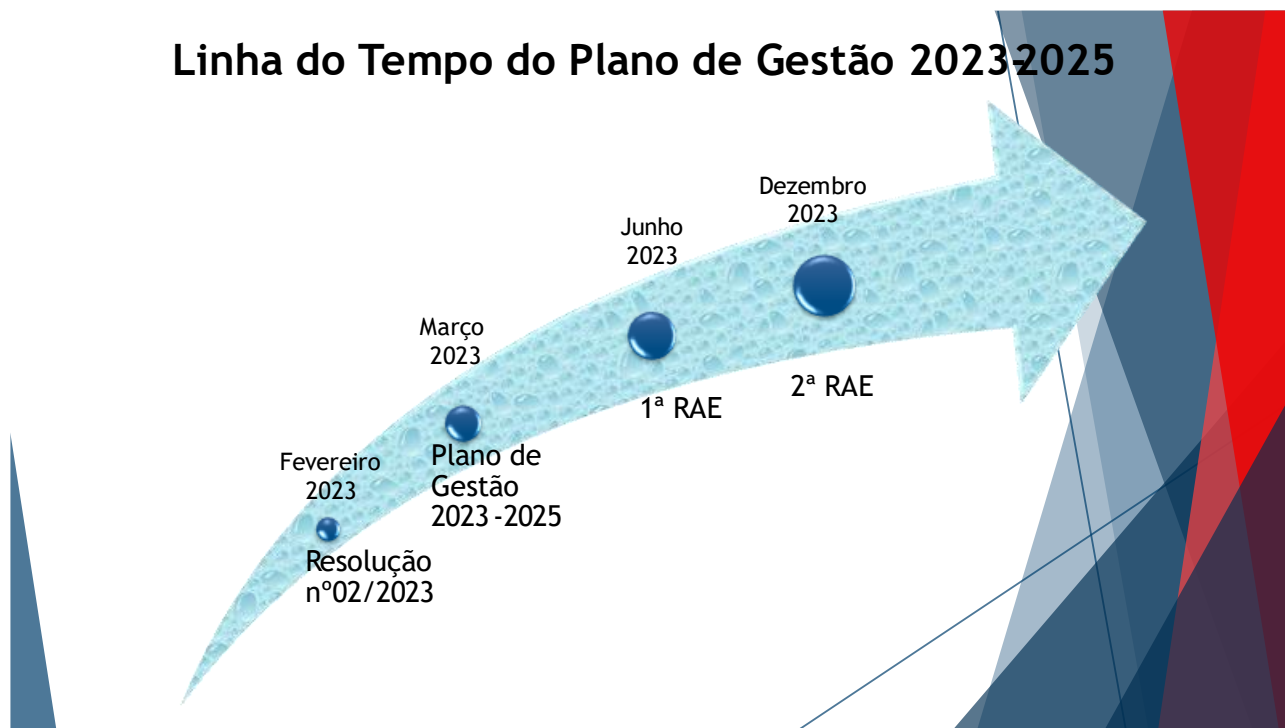 Linha do Tempo do Plano de Gestão 2023-2025
Fevereiro
2023
Resolução
nº02/2023
Março
2023
Plano de
Gestão
2023-2025
Junho
2023
1ª RAE
Dezembro
2023
2ª RAE